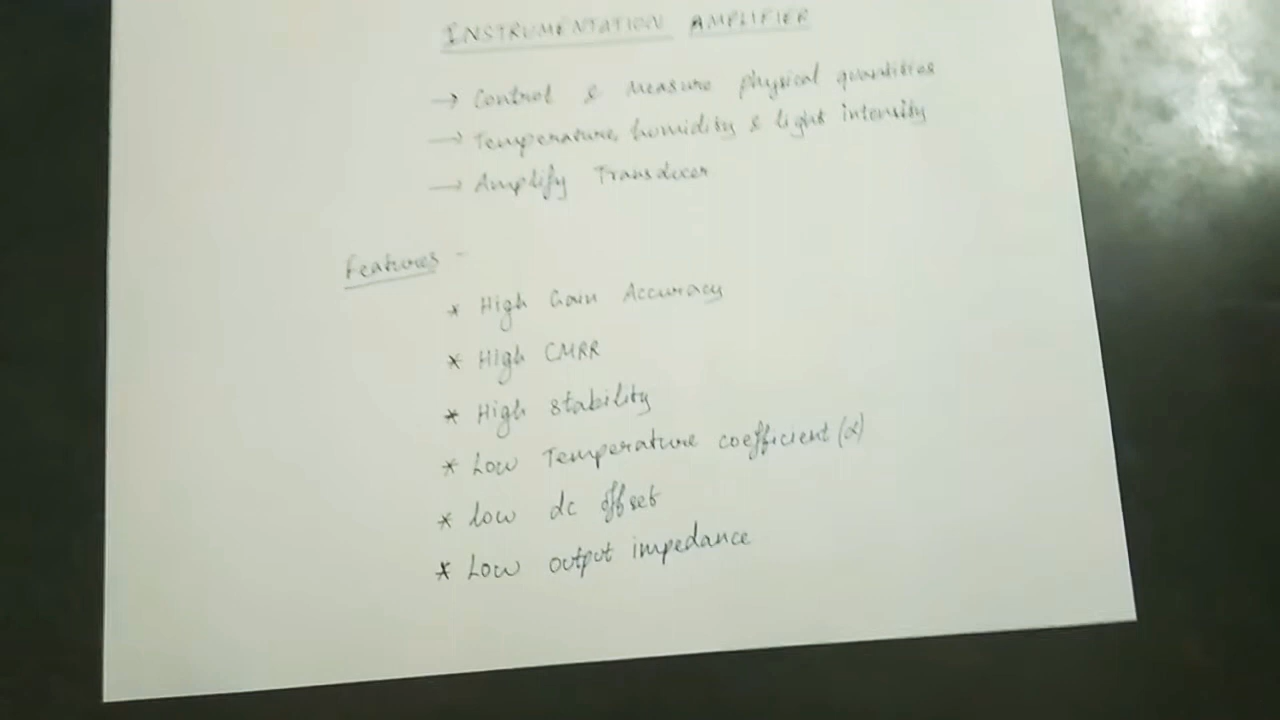 INSTRUMENTATION AMPLIFIER
→ Control & Measure physical quantities
→ Temperature, humidity & light intensity
→ Amplify Transducer
Features -
* High Gain Accuracy
* High CMRR
* High stability
* Low Temperature coefficient (α)
* Low dc offset
* Low output impedance